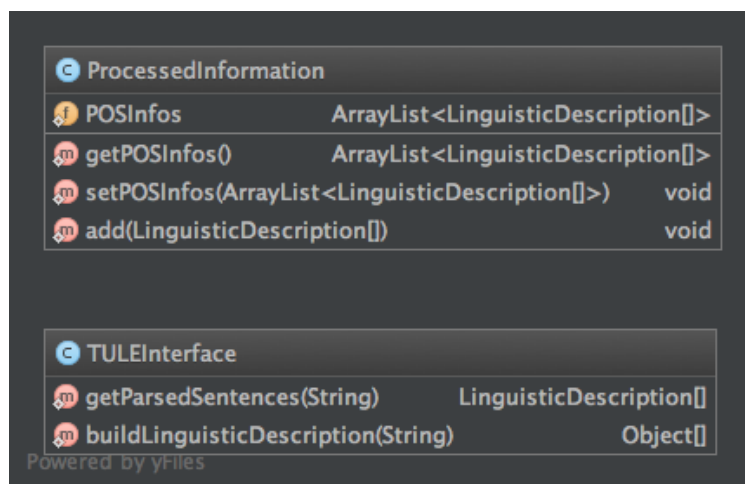 C ProcessedInformation
f POSInfos ArrayList<LinguisticDescription[]>
m getPOSInfos() ArrayList<LinguisticDescription[]>
m setPOSInfos(ArrayList<LinguisticDescription[]>) void
m add(LinguisticDescription[]) void
C TULEInterface
m getParsedSentences(String) LinguisticDescription[]
m buildLinguisticDescription(String) Object[]
Powered by yFiles